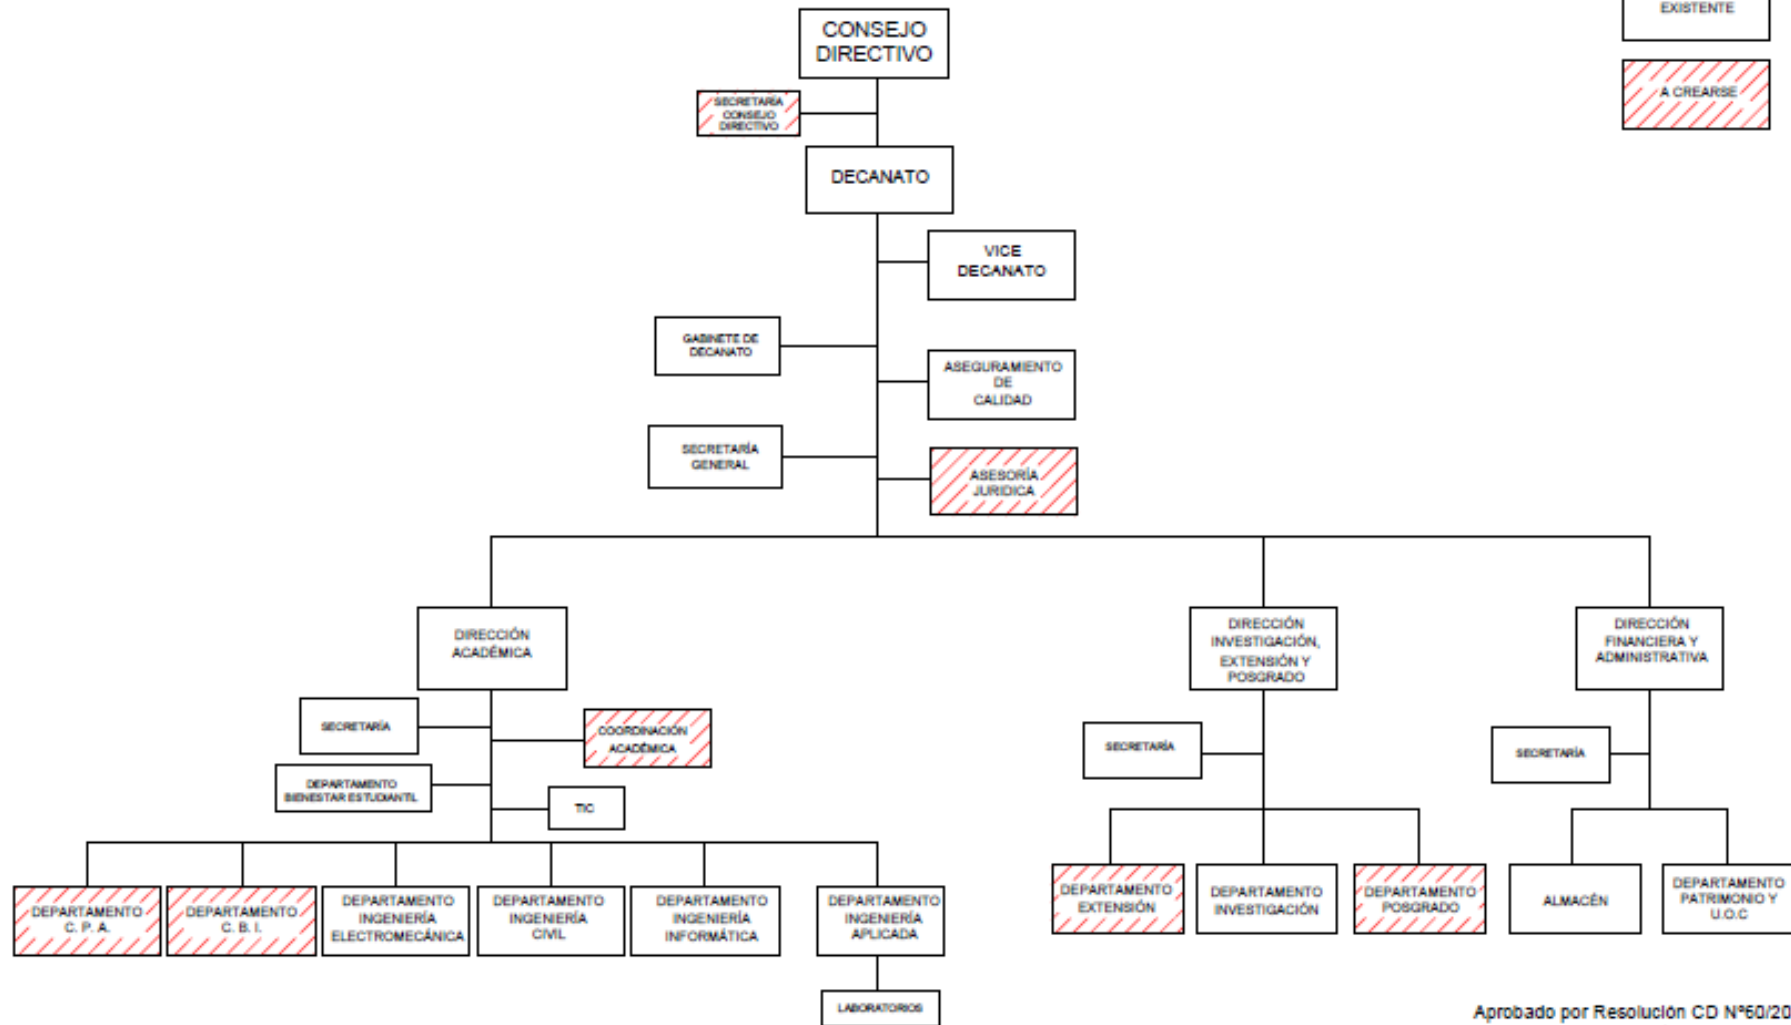 EXISTENTE
A CREARSE
CONSEJO
DIRECTIVO
SECRETARÍA
CONSEJO
DIRECTIVO
DECANATO
VICE
DECANATO
GABINETE DE
DECANATO
ASEGURAMIENTO
DE
CALIDAD
SECRETARÍA
GENERAL
ASESORÍA
JURIDICA
DIRECCIÓN
ACADÉMICA
DIRECCIÓN
INVESTIGACIÓN,
EXTENSIÓN Y
POSGRADO
DIRECCIÓN
FINANCIERA Y
ADMINISTRATIVA
SECRETARÍA
COORDINACIÓN
ACADÉMICA
DEPARTAMENTO
BIENESTAR ESTUDIANTIL
TIC
SECRETARÍA
SECRETARÍA
DEPARTAMENTO
C. P. A.
DEPARTAMENTO
C. B. I.
DEPARTAMENTO
INGENIERÍA
ELECTROMECÁNICA
DEPARTAMENTO
INGENIERÍA
CIVIL
DEPARTAMENTO
INGENIERÍA
INFORMÁTICA
DEPARTAMENTO
INGENIERÍA
APLICADA
LABORATORIOS
DEPARTAMENTO
EXTENSIÓN
DEPARTAMENTO
INVESTIGACIÓN
DEPARTAMENTO
POSGRADO
ALMACÉN
DEPARTAMENTO
PATRIMONIO Y
U.O.C
Aprobado por Resolución CD Nº60/20